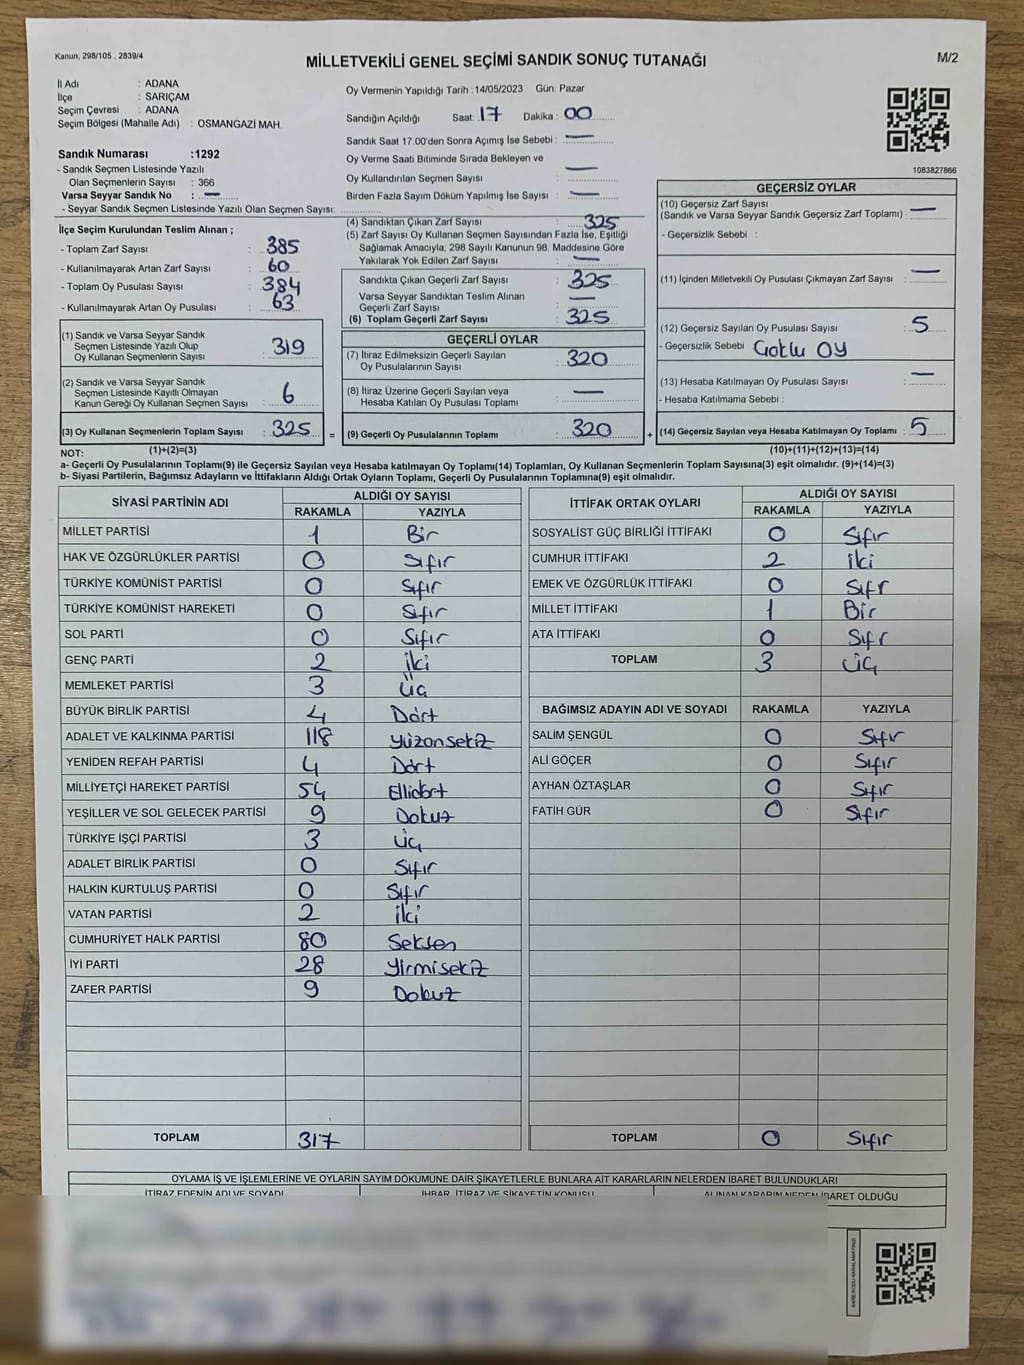 Kanun, 298/105 , 2839/4
MİLLETVEKİLİ GENEL SEÇİMİ SANDIK SONUÇ TUTANAĞI
M/2
İl Adı : ADANA
İlçe : SARIÇAM
Seçim Çevresi : ADANA
Seçim Bölgesi (Mahalle Adı) : OSMANGAZİ MAH.
Sandık Numarası :1292
- Sandık Seçmen Listesinde Yazılı
Olan Seçmenlerin Sayısı : 366
Varsa Seyyar Sandık No : —
- Seyyar Sandık Seçmen Listesinde Yazılı Olan Seçmen Sayısı:
Oy Vermenin Yapıldığı Tarih : 14/05/2023 Gün: Pazar
Sandığın Açıldığı Saat: 17 Dakika : 00
Sandık Saat 17.00'den Sonra Açılmış İse Sebebi : —
Oy Verme Saati Bitiminde Sırada Bekleyen ve
Oy Kullandırılan Seçmen Sayısı : —
Birden Fazla Sayım Döküm Yapılmış İse Sayısı : —
1083827866
İlçe Seçim Kurulundan Teslim Alınan ;
- Toplam Zarf Sayısı : 385
- Kullanılmayarak Artan Zarf Sayısı : 60
- Toplam Oy Pusulası Sayısı : 384
- Kullanılmayarak Artan Oy Pusulası : 63
(1) Sandık ve Varsa Seyyar Sandık
Seçmen Listesinde Yazılı Olup
Oy Kullanan Seçmenlerin Sayısı : 319
(2) Sandık ve Varsa Seyyar Sandık
Seçmen Listesinde Kayıtlı Olmayan
Kanun Gereği Oy Kullanan Seçmen Sayısı : 6
(3) Oy Kullanan Seçmenlerin Toplam Sayısı : 325
(1)+(2)=(3)
(4) Sandıktan Çıkan Zarf Sayısı : 325
(5) Zarf Sayısı Oy Kullanan Seçmen Sayısından Fazla İse, Eşitliği
Sağlamak Amacıyla; 298 Sayılı Kanunun 98. Maddesine Göre
Yakılarak Yok Edilen Zarf Sayısı : —
Sandıkta Çıkan Geçerli Zarf Sayısı : 325
Varsa Seyyar Sandıktan Teslim Alınan
Geçerli Zarf Sayısı : —
(6) Toplam Geçerli Zarf Sayısı : 325
GEÇERLİ OYLAR
(7) İtiraz Edilmeksizin Geçerli Sayılan
Oy Pusulalarının Sayısı : 320
(8) İtiraz Üzerine Geçerli Sayılan veya
Hesaba Katılan Oy Pusulası Toplamı : —
= (9) Geçerli Oy Pusulalarının Toplamı : 320 +
GEÇERSİZ OYLAR
(10) Geçersiz Zarf Sayısı
(Sandık ve Varsa Seyyar Sandık Geçersiz Zarf Toplamı) : —
- Geçersizlik Sebebi :
(11) İçinden Milletvekili Oy Pusulası Çıkmayan Zarf Sayısı : —
(12) Geçersiz Sayılan Oy Pusulası Sayısı : 5
- Geçersizlik Sebebi Çoklu Oy
(13) Hesaba Katılmayan Oy Pusulası Sayısı : —
- Hesaba Katılmama Sebebi :
(14) Geçersiz Sayılan veya Hesaba Katılmayan Oy Toplamı : 5
(10)+(11)+(12)+(13)=(14)
NOT:
a- Geçerli Oy Pusulalarının Toplamı(9) ile Geçersiz Sayılan veya Hesaba katılmayan Oy Toplamı(14) Toplamları, Oy Kullanan Seçmenlerin Toplam Sayısına(3) eşit olmalıdır. (9)+(14)=(3)
b- Siyasi Partilerin, Bağımsız Adayların ve İttifakların Aldığı Ortak Oyların Toplamı, Geçerli Oy Pusulalarının Toplamına(9) eşit olmalıdır.
SİYASİ PARTİNİN ADI ALDIĞI OY SAYISI
RAKAMLA YAZIYLA
MİLLET PARTİSİ 1 Bir
HAK VE ÖZGÜRLÜKLER PARTİSİ 0 Sıfır
TÜRKİYE KOMÜNİST PARTİSİ 0 Sıfır
TÜRKİYE KOMÜNİST HAREKETİ 0 Sıfır
SOL PARTİ 0 Sıfır
GENÇ PARTİ 2 İki
MEMLEKET PARTİSİ 3 Üç
BÜYÜK BİRLİK PARTİSİ 4 Dört
ADALET VE KALKINMA PARTİSİ 118 Yüzonsekiz
YENİDEN REFAH PARTİSİ 4 Dört
MİLLİYETÇİ HAREKET PARTİSİ 54 Ellidört
YEŞİLLER VE SOL GELECEK PARTİSİ 9 Dokuz
TÜRKİYE İŞÇİ PARTİSİ 3 Üç
ADALET BİRLİK PARTİSİ 0 Sıfır
HALKIN KURTULUŞ PARTİSİ 0 Sıfır
VATAN PARTİSİ 2 İki
CUMHURİYET HALK PARTİSİ 80 Seksen
İYİ PARTİ 28 Yirmisekiz
ZAFER PARTİSİ 9 Dokuz
TOPLAM 317
İTTİFAK ORTAK OYLARI ALDIĞI OY SAYISI
RAKAMLA YAZIYLA
SOSYALİST GÜÇ BİRLİĞİ İTTİFAKI 0 Sıfır
CUMHUR İTTİFAKI 2 İki
EMEK VE ÖZGÜRLÜK İTTİFAKI 0 Sıfr
MİLLET İTTİFAKI 1 Bir
ATA İTTİFAKI 0 Sıfr
TOPLAM 3 Üç
BAĞIMSIZ ADAYIN ADI VE SOYADI RAKAMLA YAZIYLA
SALİM ŞENGÜL 0 Sıfır
ALİ GÖÇER 0 Sıfır
AYHAN ÖZTAŞLAR 0 Sıfır
FATİH GÜR 0 Sıfır
TOPLAM 0 Sıfır
OYLAMA İŞ VE İŞLEMLERİNE VE OYLARIN SAYIM DÖKÜMÜNE DAİR ŞİKAYETLERLE BUNLARA AİT KARARLARIN NELERDEN İBARET BULUNDUKLARI
İTİRAZ EDENİN ADI VE SOYADI İHBAR, İTİRAZ VE ŞİKAYETİN KONUSU ALINAN KARARIN NEDEN İBARET OLDUĞU